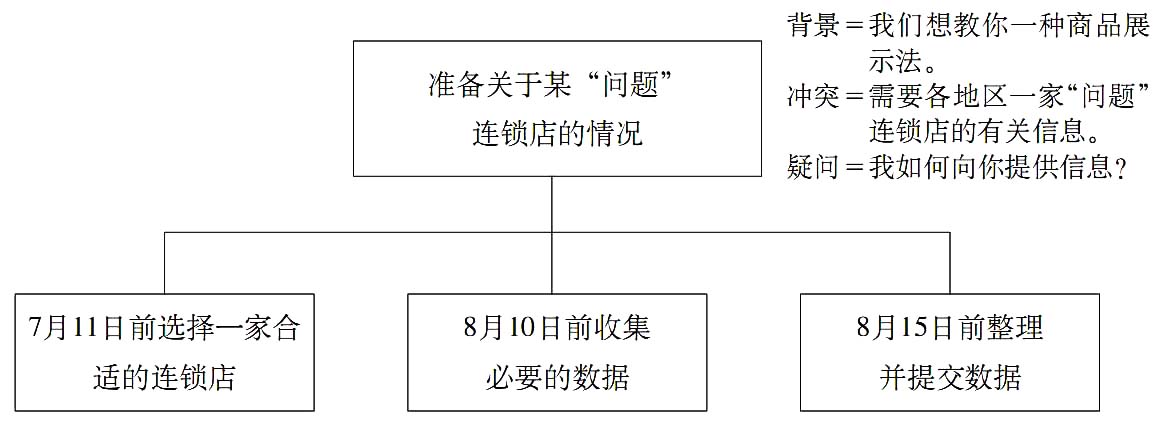 背景＝我们想教你一种商品展
示法。
冲突＝需要各地区一家“问题”
连锁店的有关信息。
疑问＝我如何向你提供信息？
准备关于某“问题”
连锁店的情况
7月11日前选择一家合
适的连锁店
8月10日前收集
必要的数据
8月15日前整理
并提交数据